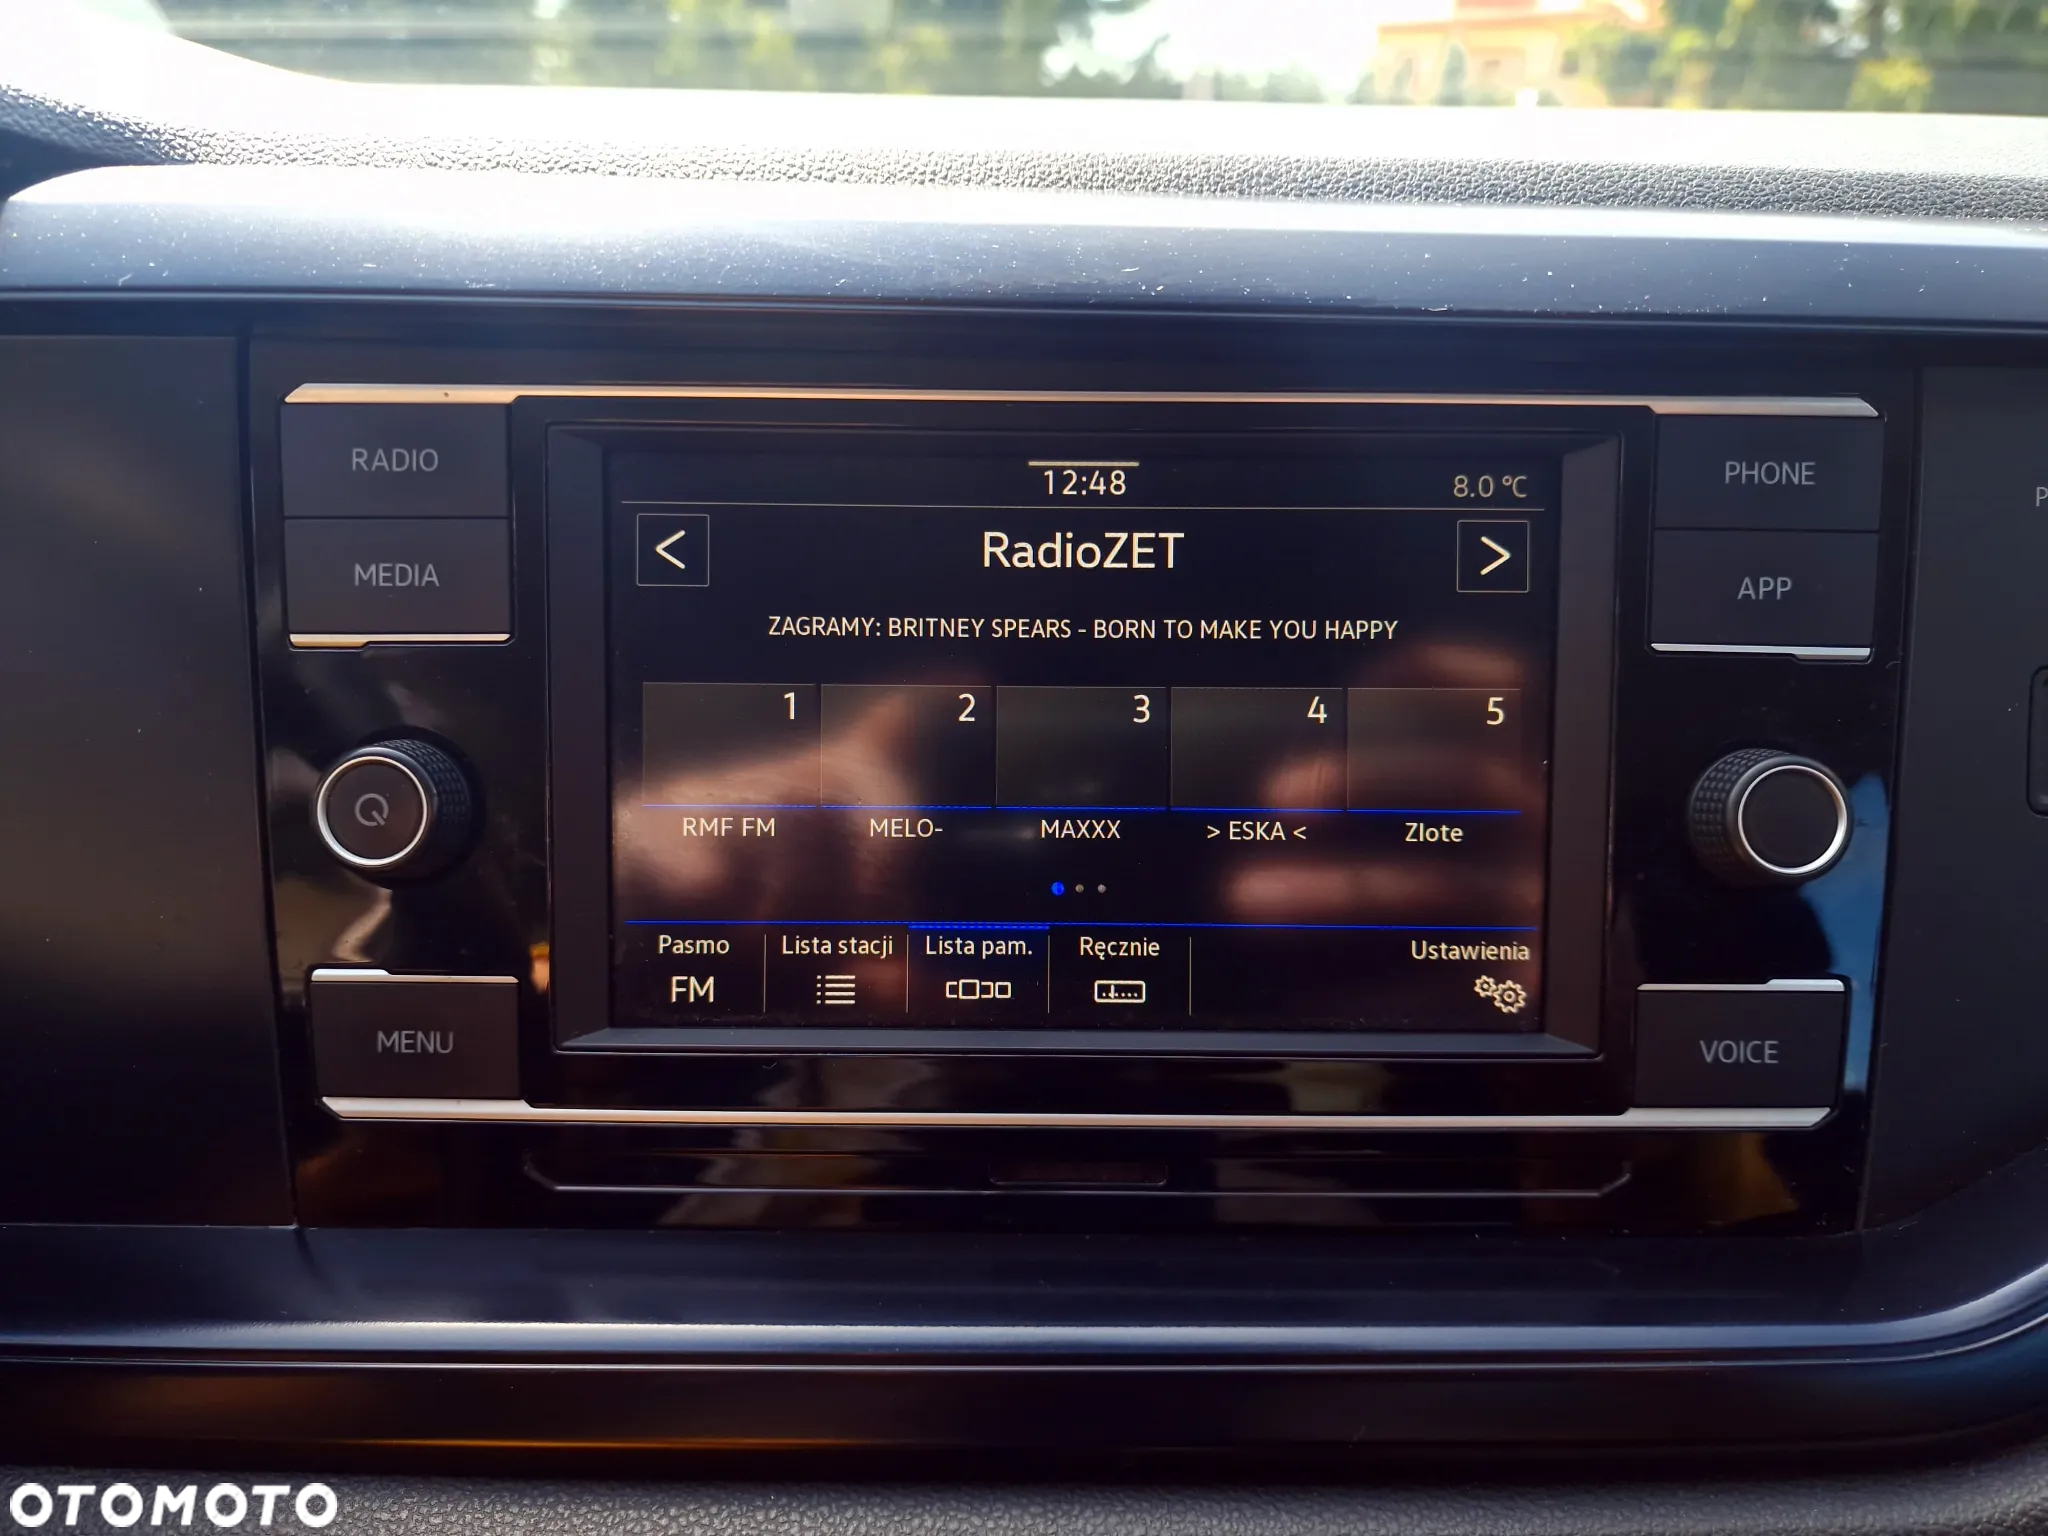 RADIO
MEDIA
MENU
PHONE
APP
VOICE
12:48
8.0 °C
< RadioZET >
ZAGRAMY: BRITNEY SPEARS - BORN TO MAKE YOU HAPPY
1 2 3 4 5
RMF FM MELO- MAXXX > ESKA < Zlote
Pasmo Lista stacji Lista pam. Ręcznie Ustawienia
FM
OTOMOTO